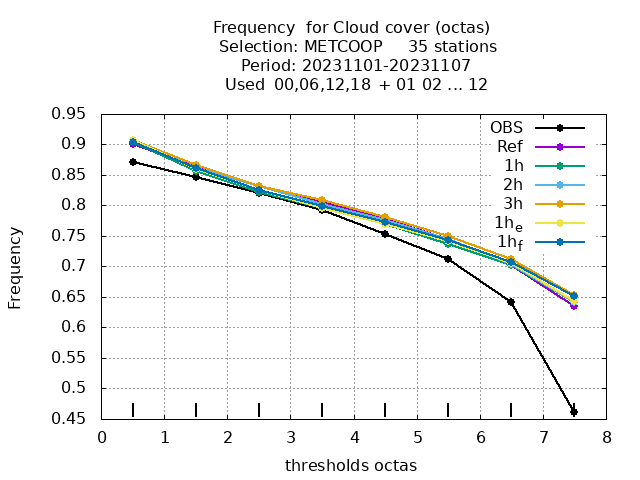 Frequency  for Cloud cover (octas)
Selection: METCOOP     35 stations
Period: 20231101-20231107
Used  00,06,12,18  + 01 02 ... 12
0.95
0.9
0.85
0.8
0.75
0.7
0.65
0.6
0.55
0.5
0.45
Frequency
OBS
Ref
1h
2h
3h
1he
1hf
0 1 2 3 4 5 6 7 8
thresholds octas